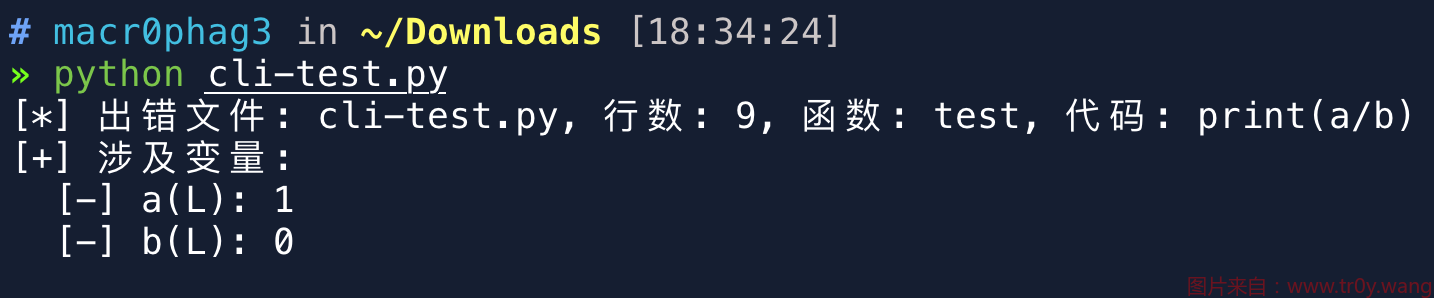 # macr0phag3 in ~/Downloads [18:34:24]
» python cli-test.py
[*] 出错文件: cli-test.py, 行数: 9, 函数: test, 代码: print(a/b)
[+] 涉及变量:
[-] a(L): 1
[-] b(L): 0
图片来自：www.tr0y.wang